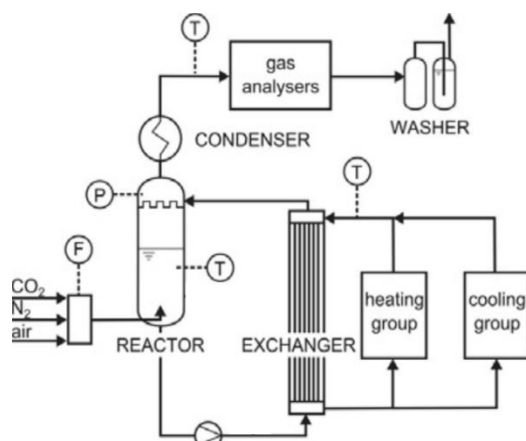 T
gas
analysers
WASHER
CONDENSER
P
T
F
T
CO₂
N₂
air
heating
group
cooling
group
REACTOR
EXCHANGER